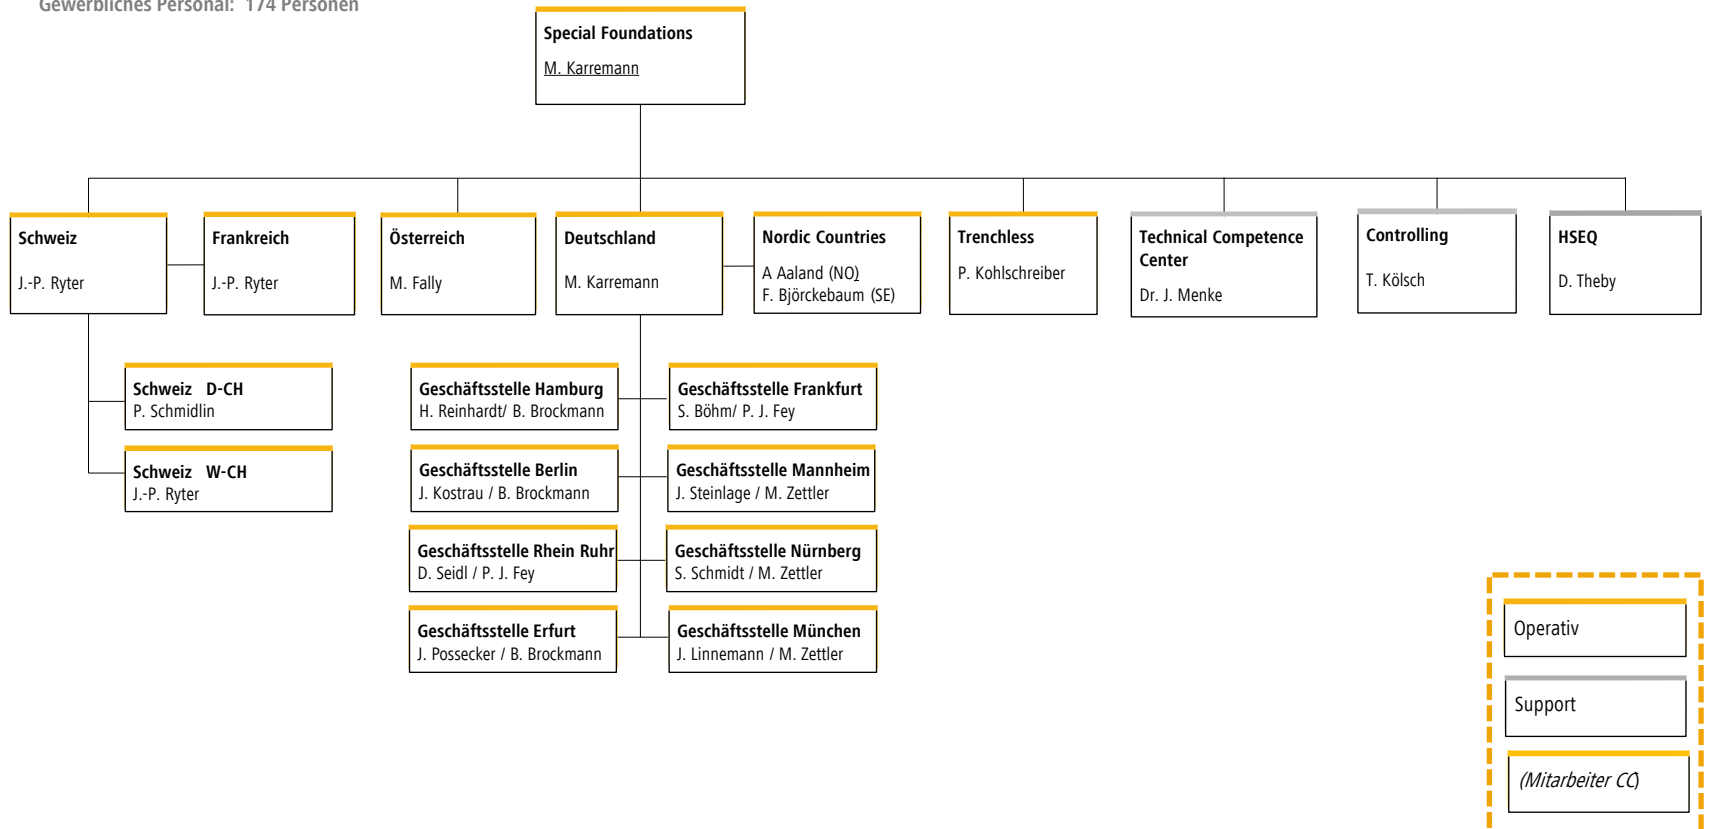 Gewerbliches Personal: 174 Personen
Special Foundations
M. Karremann
Schweiz
J.-P. Ryter
Frankreich
J.-P. Ryter
Österreich
M. Fally
Deutschland
M. Karremann
Nordic Countries
A Aaland (NO)
F. Björckebaum (SE)
Trenchless
P. Kohlschreiber
Technical Competence
Center
Dr. J. Menke
Controlling
T. Kölsch
HSEQ
D. Theby
Schweiz D-CH
P. Schmidlin
Schweiz W-CH
J.-P. Ryter
Geschäftsstelle Hamburg
H. Reinhardt/ B. Brockmann
Geschäftsstelle Frankfurt
S. Böhm/ P. J. Fey
Geschäftsstelle Berlin
J. Kostrau / B. Brockmann
Geschäftsstelle Mannheim
J. Steinlage / M. Zettler
Geschäftsstelle Rhein Ruhr
D. Seidl / P. J. Fey
Geschäftsstelle Nürnberg
S. Schmidt / M. Zettler
Geschäftsstelle Erfurt
J. Possecker / B. Brockmann
Geschäftsstelle München
J. Linnemann / M. Zettler
Operativ
Support
(Mitarbeiter CC)